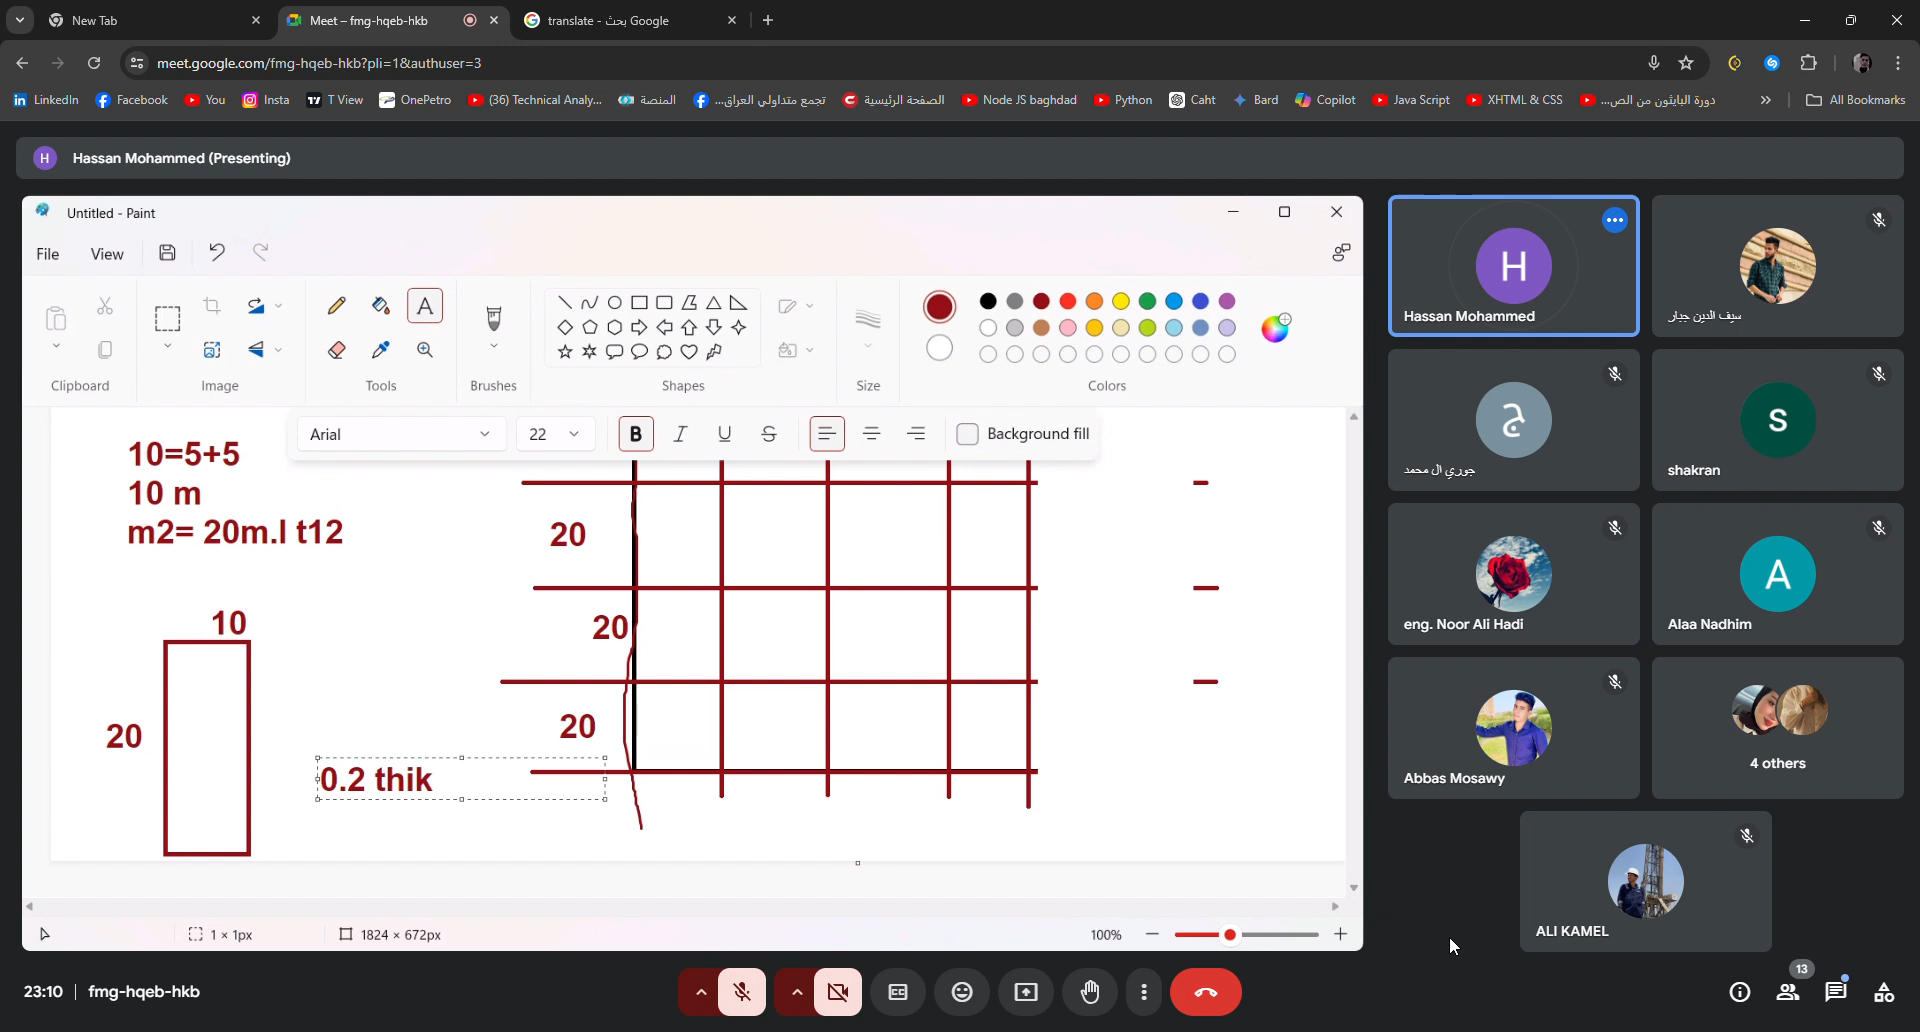 New Tab
Meet – fmg-hqeb-hkb
translate - بحث Google
meet.google.com/fmg-hqeb-hkb?pli=1&authuser=3
LinkedIn
Facebook
You
Insta
T View
OnePetro
(36) Technical Analy...
المنصة
تجمع متداولي العراق...
الصفحة الرئيسية
Node JS baghdad
Python
Caht
Bard
Copilot
Java Script
XHTML & CSS
دورة البايثون من الص...
All Bookmarks
H
Hassan Mohammed (Presenting)
Untitled - Paint
File
View
Clipboard
Image
Tools
Brushes
Shapes
Size
Colors
A
Arial
22
B
I
U
S
Background fill
10=5+5
10 m
m2= 20m.l t12
10
20
20
20
20
0.2 thik
1 × 1px
1824 × 672px
100%
H
Hassan Mohammed
سيف الدين جبار
ج
جوري ال محمد
s
shakran
eng. Noor Ali Hadi
A
Alaa Nadhim
Abbas Mosawy
4 others
ALI KAMEL
23:10
fmg-hqeb-hkb
13